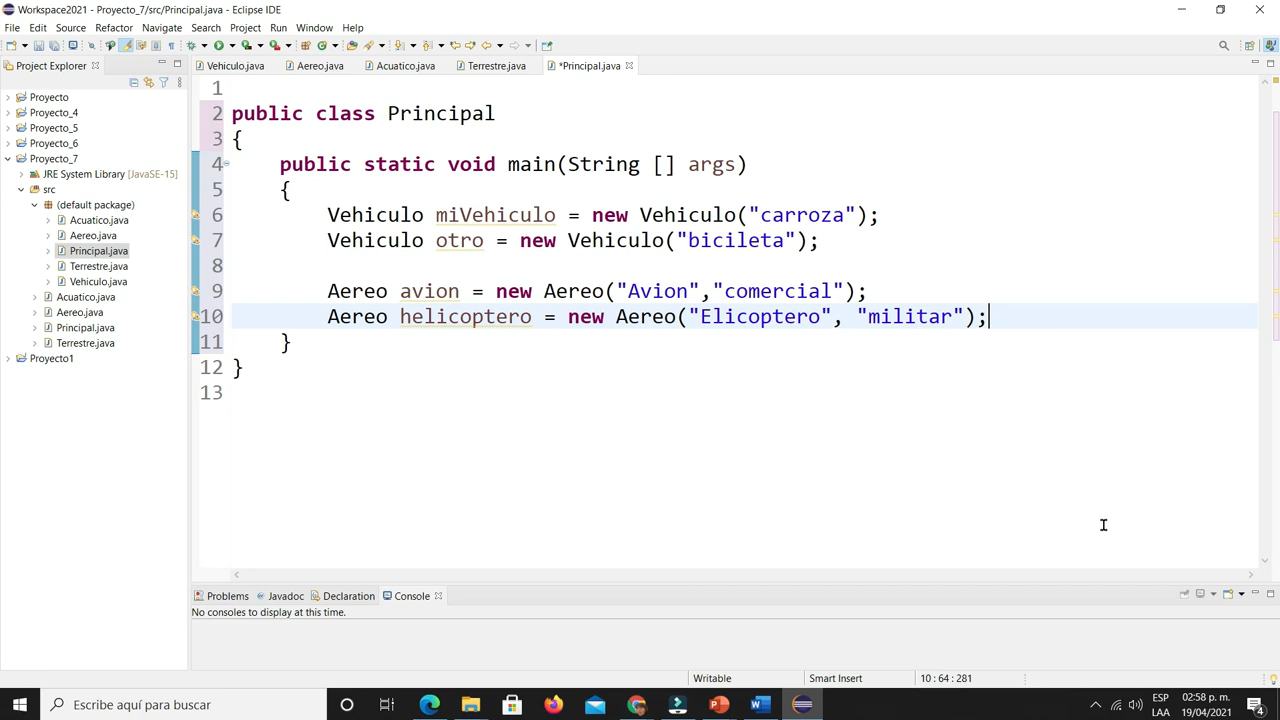 Workspace2021 - Proyecto_7/src/Principal.java - Eclipse IDE
File Edit Source Refactor Navigate Search Project Run Window Help
Project Explorer
Vehiculo.java Aereo.java Acuatico.java Terrestre.java *Principal.java
Proyecto
Proyecto_4
Proyecto_5
Proyecto_6
Proyecto_7
JRE System Library [JavaSE-15]
src
(default package)
Acuatico.java
Aereo.java
Principal.java
Terrestre.java
Vehiculo.java
Acuatico.java
Aereo.java
Principal.java
Terrestre.java
Proyecto1
1
2 public class Principal
3 {
4 public static void main(String [] args)
5 {
6 Vehiculo miVehiculo = new Vehiculo("carroza");
7 Vehiculo otro = new Vehiculo("bicileta");
8
9 Aereo avion = new Aereo("Avion","comercial");
10 Aereo helicoptero = new Aereo("Elicoptero", "militar");
11 }
12 }
13
Problems Javadoc Declaration Console
No consoles to display at this time.
Writable Smart Insert 10 : 64 : 281
Escribe aquí para buscar
ESP
LAA
02:58 p. m.
19/04/2021
4